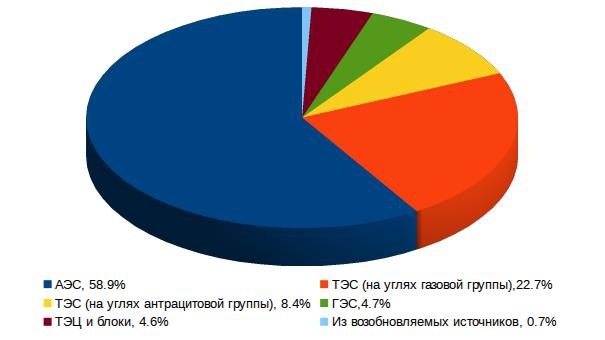 АЭС, 58.9%
ТЭС (на углях газовой группы),22.7%
ТЭС (на углях антрацитовой группы), 8.4%
ГЭС,4.7%
ТЭЦ и блоки, 4.6%
Из возобновляемых источников, 0.7%